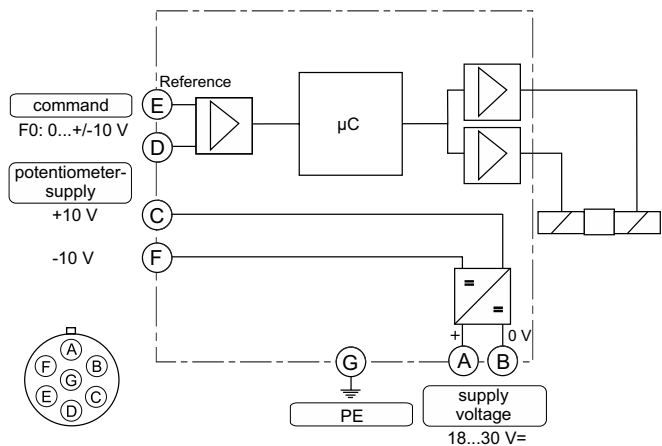 Reference
command
E
F0: 0...+/-10 V
D
µC
potentiometer-
supply
+10 V
C
-10 V
F
=
=
+
0 V
A
B
G
PE
supply
voltage
18...30 V=
A
F
B
G
E
C
D